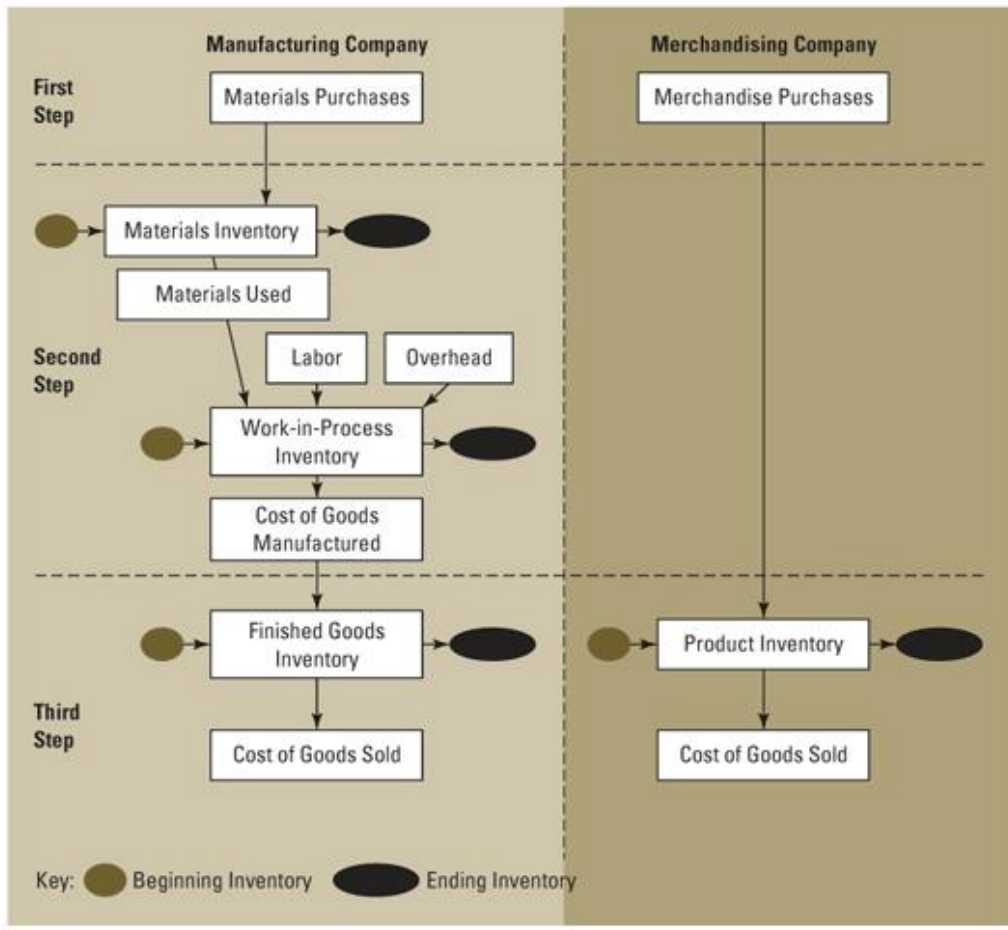 Manufacturing Company
Merchandising Company
First
Step
Materials Purchases
Merchandise Purchases
Materials Inventory
Materials Used
Second
Step
Labor
Overhead
Work-in-Process
Inventory
Cost of Goods
Manufactured
Finished Goods
Inventory
Product Inventory
Third
Step
Cost of Goods Sold
Cost of Goods Sold
Key: Beginning Inventory Ending Inventory